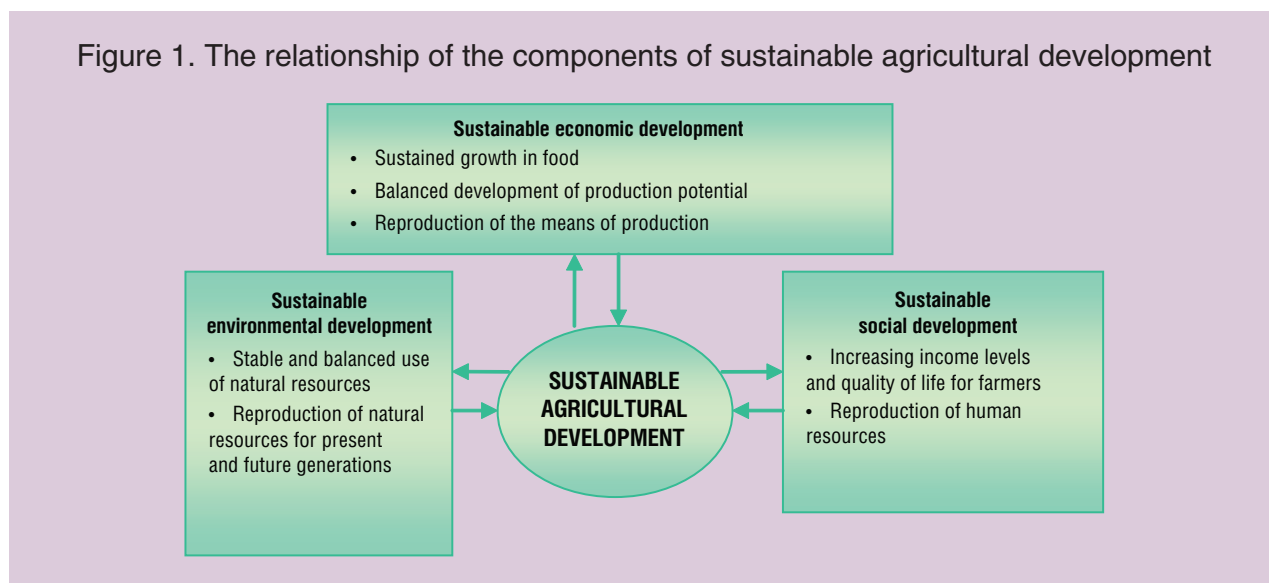 Figure 1. The relationship of the components of sustainable agricultural development
Sustainable economic development
• Sustained growth in food
• Balanced development of production potential
• Reproduction of the means of production
Sustainable
environmental development
• Stable and balanced use
of natural resources
• Reproduction of natural
resources for present
and future generations
SUSTAINABLE
AGRICULTURAL
DEVELOPMENT
Sustainable
social development
• Increasing income levels
and quality of life for farmers
• Reproduction of human
resources